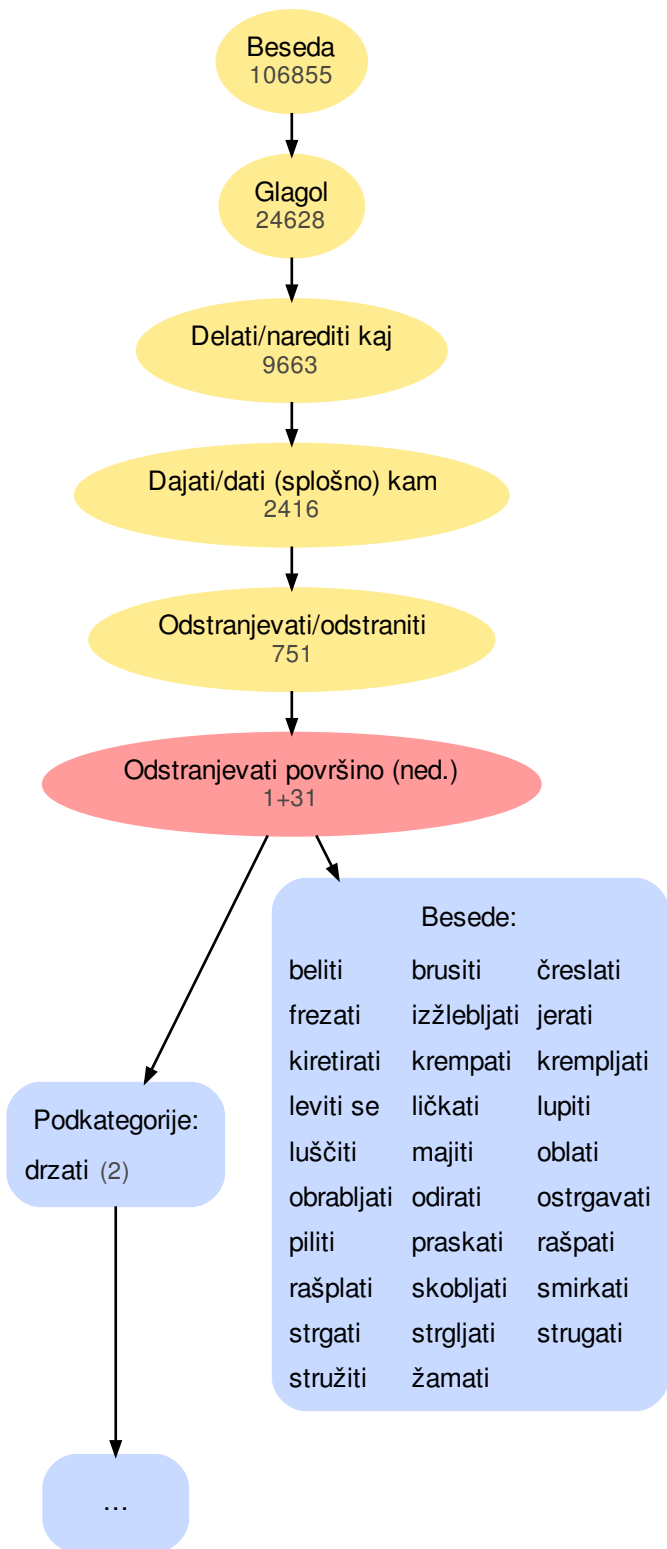 Beseda
106855
Glagol
24628
Delati/narediti kaj
9663
Dajati/dati (splošno) kam
2416
Odstranjevati/odstraniti
751
Odstranjevati površino (ned.)
1+31
Besede:
beliti brusiti čreslati
frezati izžlebljati jerati
kiretirati krempati krempljati
leviti se ličkati lupiti
luščiti majiti oblati
obrabljati odirati ostrgavati
piliti praskati rašpati
rašplati skobljati smirkati
strgati strgljati strugati
stružiti žamati
Podkategorije:
drzati (2)
…